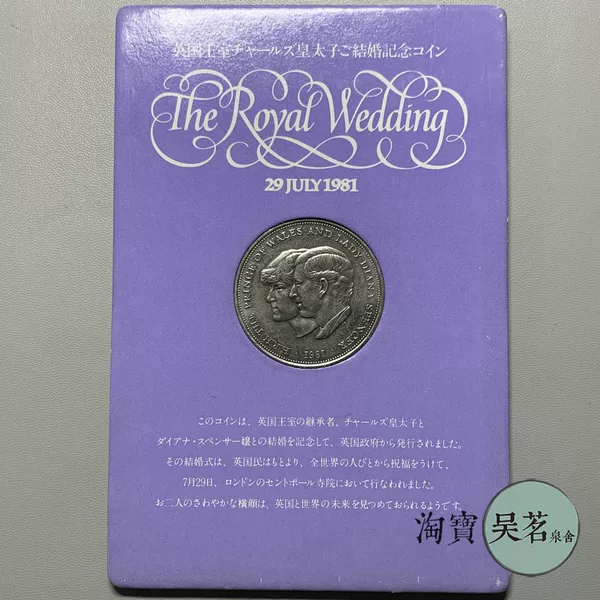 英国王室チャールズ皇太子ご結婚記念コイン
The Royal Wedding
29 JULY 1981
H.R.H. THE PRINCE OF WALES AND LADY DIANA SPENCER
1981
このコインは、英国王室の継承者、チャールズ皇太子と
ダイアナ・スペンサー嬢との結婚を記念して、英国政府から発行されました。
その結婚式は、英国民はもとより、全世界の人びとから祝福をうけて、
7月29日、ロンドンのセントポール寺院において行なわれました。
お二人のさわやかな横顔は、英国と世界の未来を見つめておられるようです。
淘寶 吴茗 泉舍